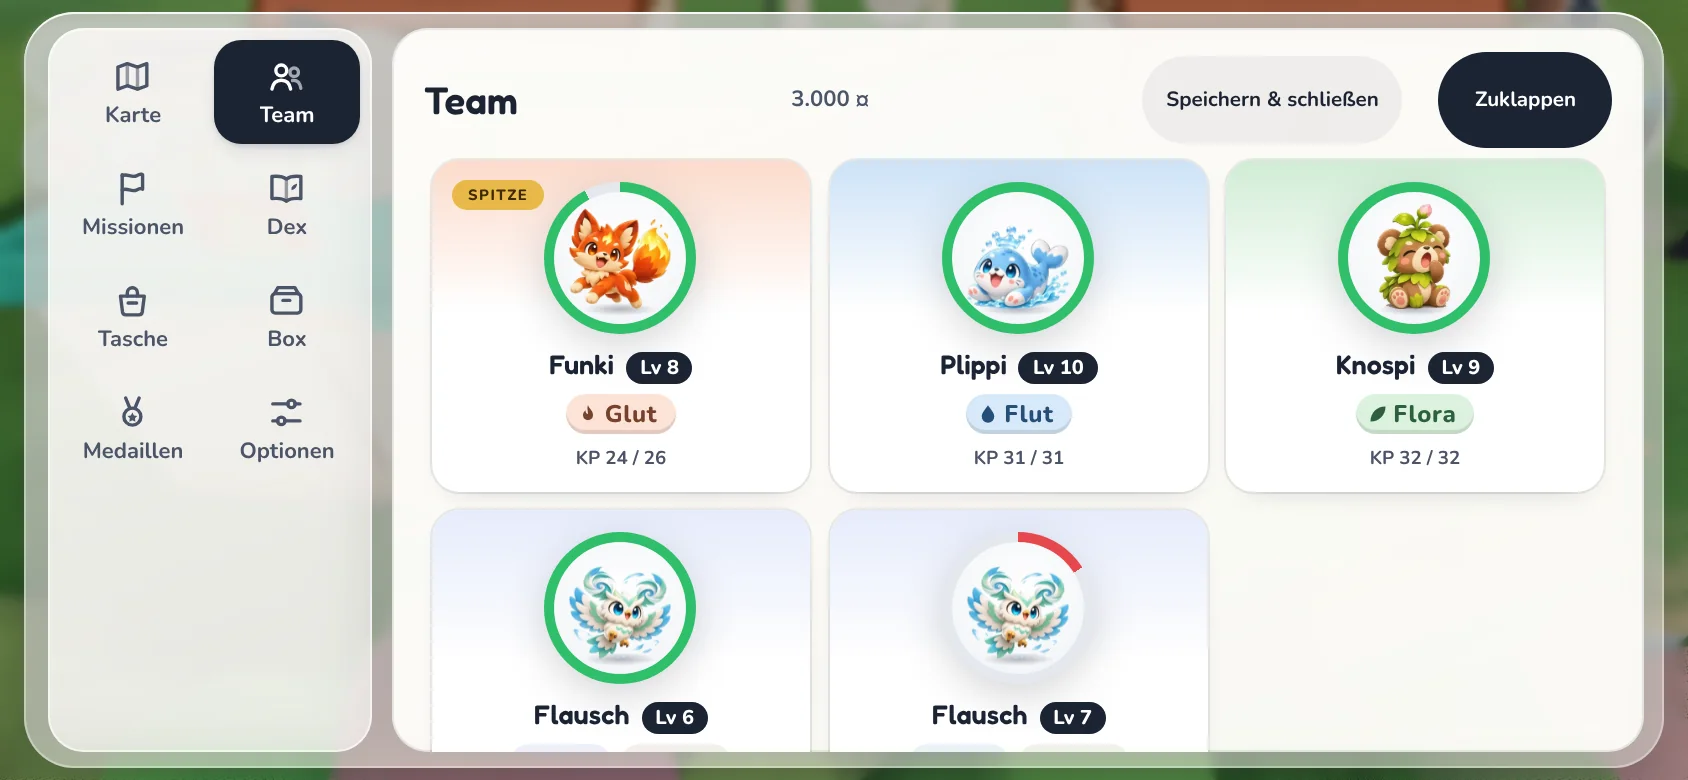 Karte
Team
Missionen
Dex
Tasche
Box
Medaillen
Optionen
Team
3.000 ¤
Speichern & schließen
Zuklappen
SPITZE
Funki Lv 8
Glut
KP 24 / 26
Plippi Lv 10
Flut
KP 31 / 31
Knospi Lv 9
Flora
KP 32 / 32
Flausch Lv 6
Flausch Lv 7